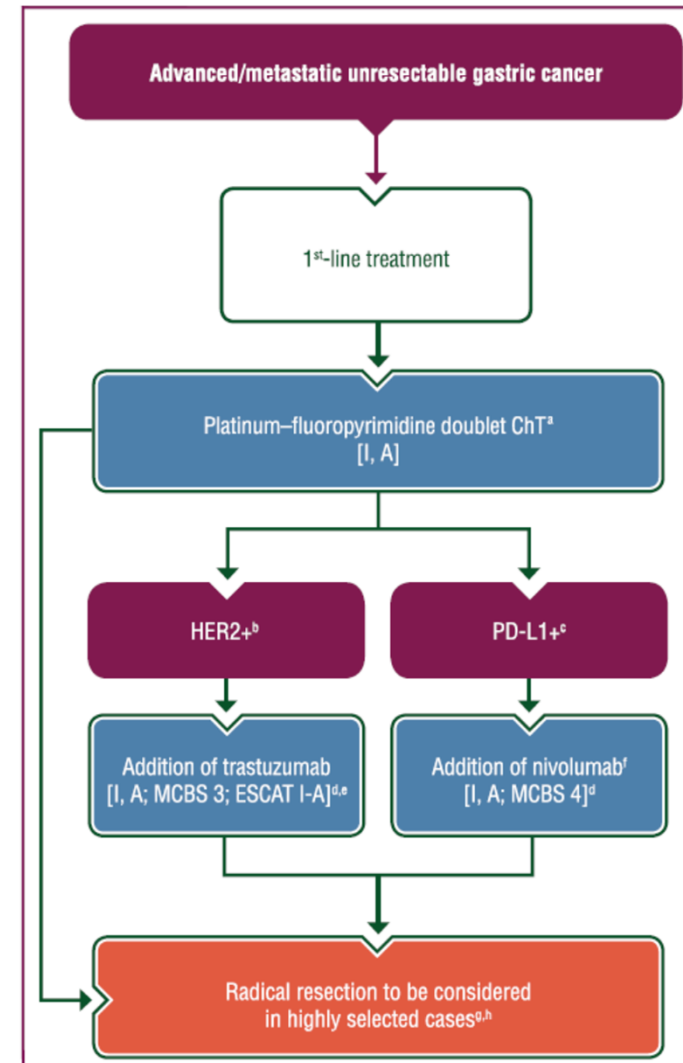 Advanced/metastatic unresectable gastric cancer
1st-line treatment
Platinum–fluoropyrimidine doublet ChTᵃ
[I, A]
HER2+ᵇ
PD-L1+ᶜ
Addition of trastuzumab
[I, A; MCBS 3; ESCAT I-A]ᵈ,ᵉ
Addition of nivolumabᶠ
[I, A; MCBS 4]ᵈ
Radical resection to be considered
in highly selected casesᵍ,ʰ